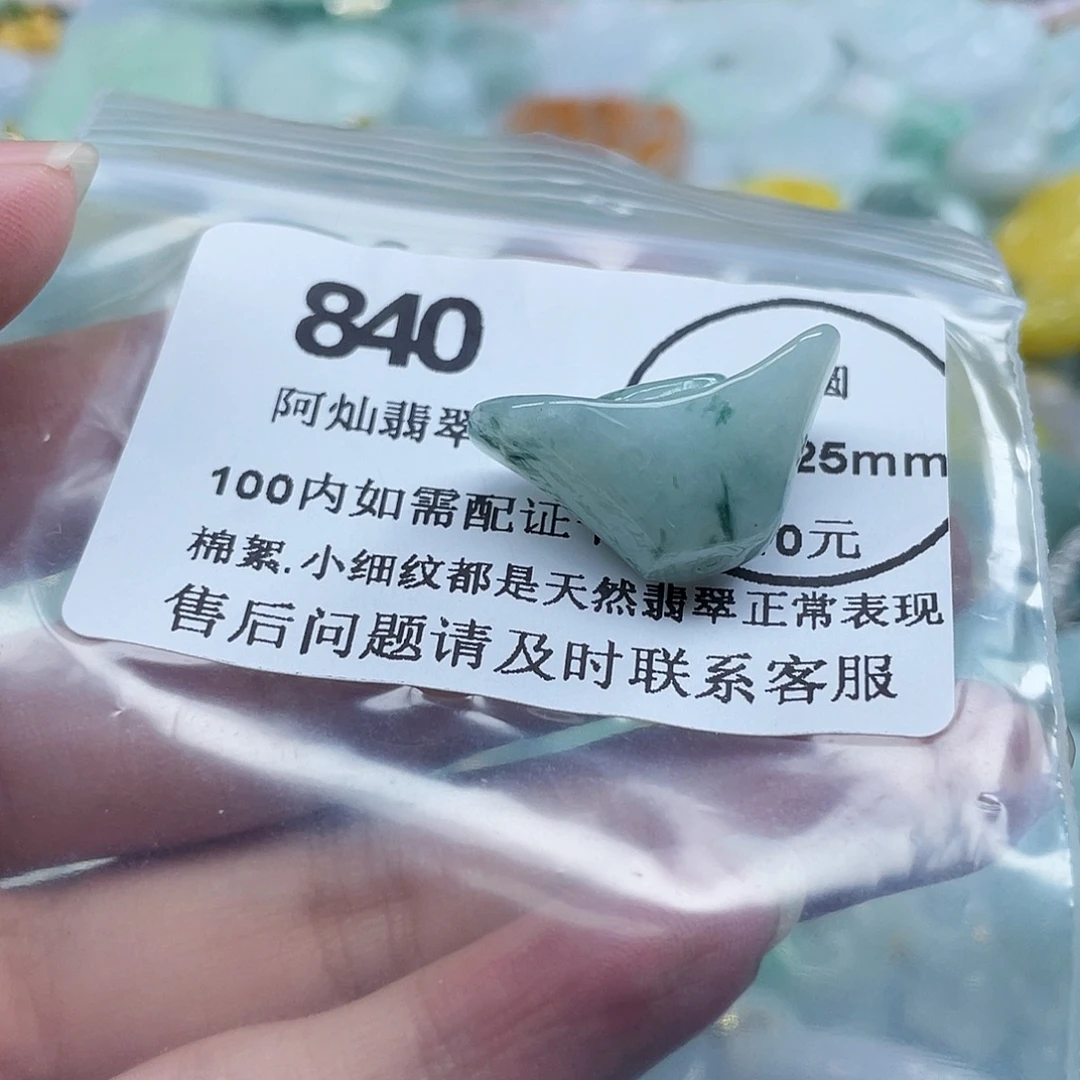 840
阿灿翡翠
25mm
100内如需配证 0元
棉絮.小细纹都是天然翡翠正常表现
售后问题请及时联系客服